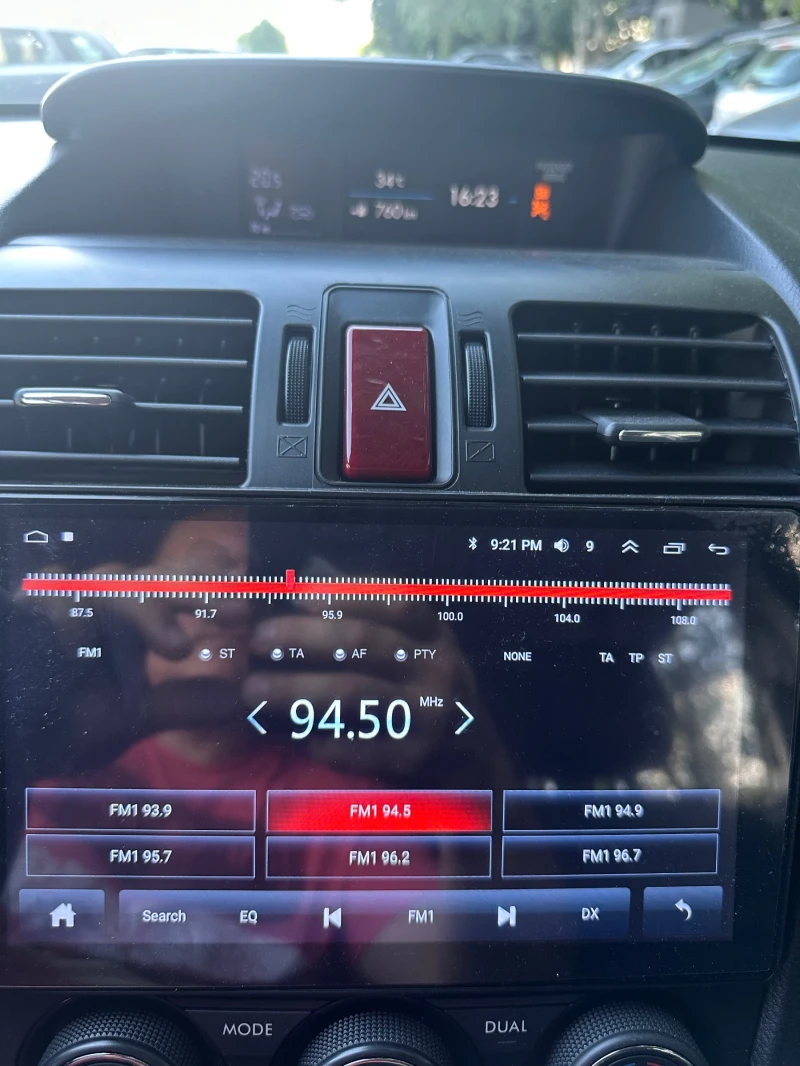 20°c 34°c
760km 16:23
9:21 PM 9
87.5 91.7 95.9 100.0 104.0 108.0
FM1 ST TA AF PTY NONE TA TP ST
94.50 MHz
FM1 93.9 FM1 94.5 FM1 94.9
FM1 95.7 FM1 96.2 FM1 96.7
Search EQ FM1 DX
MODE DUAL